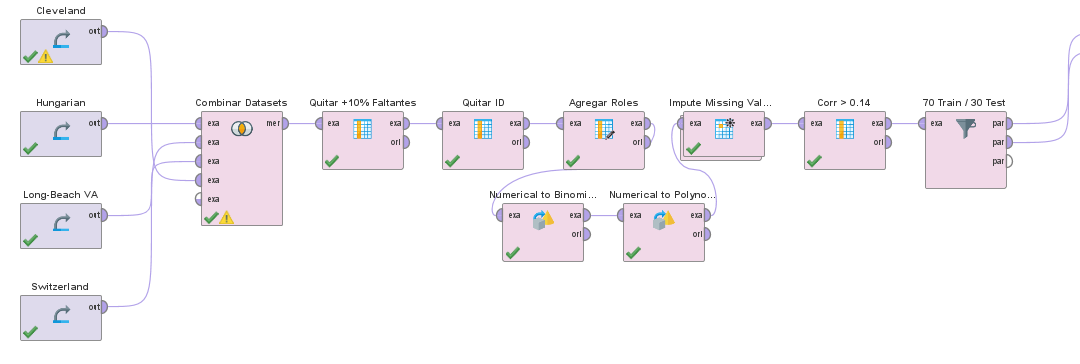 Cleveland
out
Hungarian
out
Long-Beach VA
out
Switzerland
out
Combinar Datasets
exa mer
exa
exa
exa
exa
Quitar +10% Faltantes
exa exa
ori
Quitar ID
exa exa
ori
Agregar Roles
exa exa
ori
Numerical to Binomi...
exa exa
ori
Numerical to Polyno...
exa exa
ori
Impute Missing Val...
exa exa
Corr > 0.14
exa exa
ori
70 Train / 30 Test
exa par
par
par